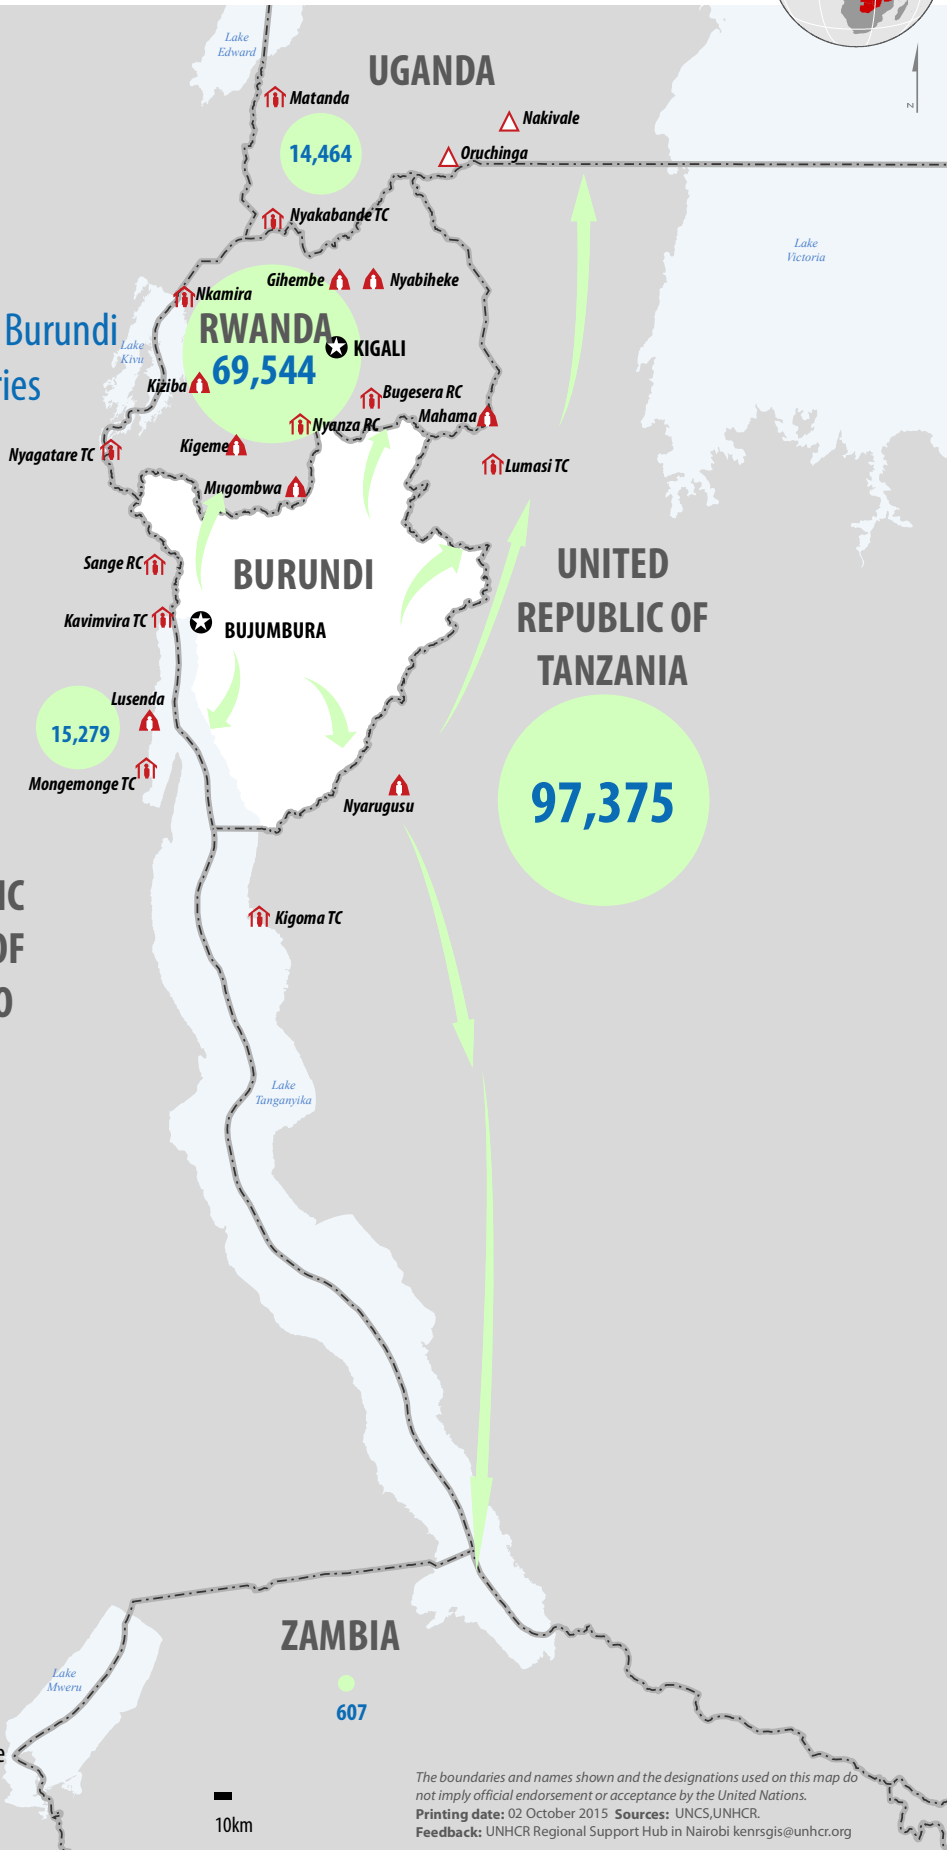 Lake
Edward
UGANDA
Matanda
Nakivale
14,464
Oruchinga
N
Nyakabande TC
Lake
Victoria
Gihembe
Nyabiheke
Nkamira
RWANDA
Burundi
Lake
Kivu
KIGALI
69,544
ries
Kiziba
Bugesera RC
Mahama
Nyanza RC
Kigeme
Nyagatare TC
Lumasi TC
Mugombwa
Sange RC
BURUNDI
UNITED
REPUBLIC OF
TANZANIA
Kavimvira TC
BUJUMBURA
Lusenda
15,279
Mongemonge TC
97,375
Nyarugusu
IC
OF
O
Kigoma TC
Lake
Tanganyika
ZAMBIA
Lake
Mweru
607
e
10km
The boundaries and names shown and the designations used on this map do
not imply official endorsement or acceptance by the United Nations.
Printing date: 02 October 2015 Sources: UNCS,UNHCR.
Feedback: UNHCR Regional Support Hub in Nairobi kenrsgis@unhcr.org